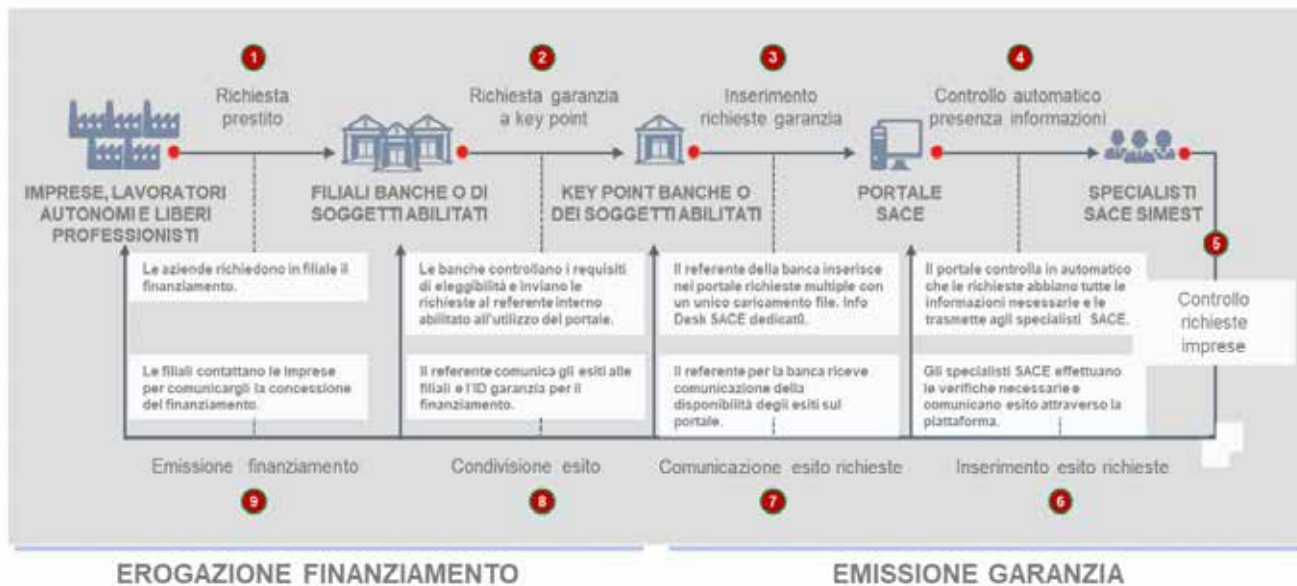 1
Richiesta
prestito
2
Richiesta garanzia
a key point
3
Inserimento
richieste garanzia
4
Controllo automatico
presenza informazioni
IMPRESE, LAVORATORI
AUTONOMI E LIBERI
PROFESSIONISTI
FILIALI BANCHE O DI
SOGGETTI ABILITATI
KEY POINT BANCHE O
DEI SOGGETTI ABILITATI
PORTALE
SACE
SPECIALISTI
SACE SIMEST
5
Controllo
richieste
imprese
Le aziende richiedono in filiale il
finanziamento.
Le banche controllano i requisiti
di eleggibilità e inviano le
richieste al referente interno
abilitato all'utilizzo del portale.
Il referente della banca inserisce
nel portale richieste multiple con
un unico caricamento file. Info
Desk SACE dedicati.
Il portale controlla in automatico
che le richieste abbiano tutte le
informazioni necessarie e le
trasmette agli specialisti SACE.
Le filiali contattano le imprese
per comunicargli la concessione
del finanziamento.
Il referente comunica gli esiti alle
filiali e l'ID garanzia per il
finanziamento.
Il referente per la banca riceve
comunicazione della
disponibilità degli esiti sul
portale.
Gli specialisti SACE effettuano
le verifiche necessarie e
comunicano esito attraverso la
piattaforma.
Emissione finanziamento
9
Condivisione esito
8
Comunicazione esito richieste
7
Inserimento esito richieste
6
EROGAZIONE FINANZIAMENTO
EMISSIONE GARANZIA